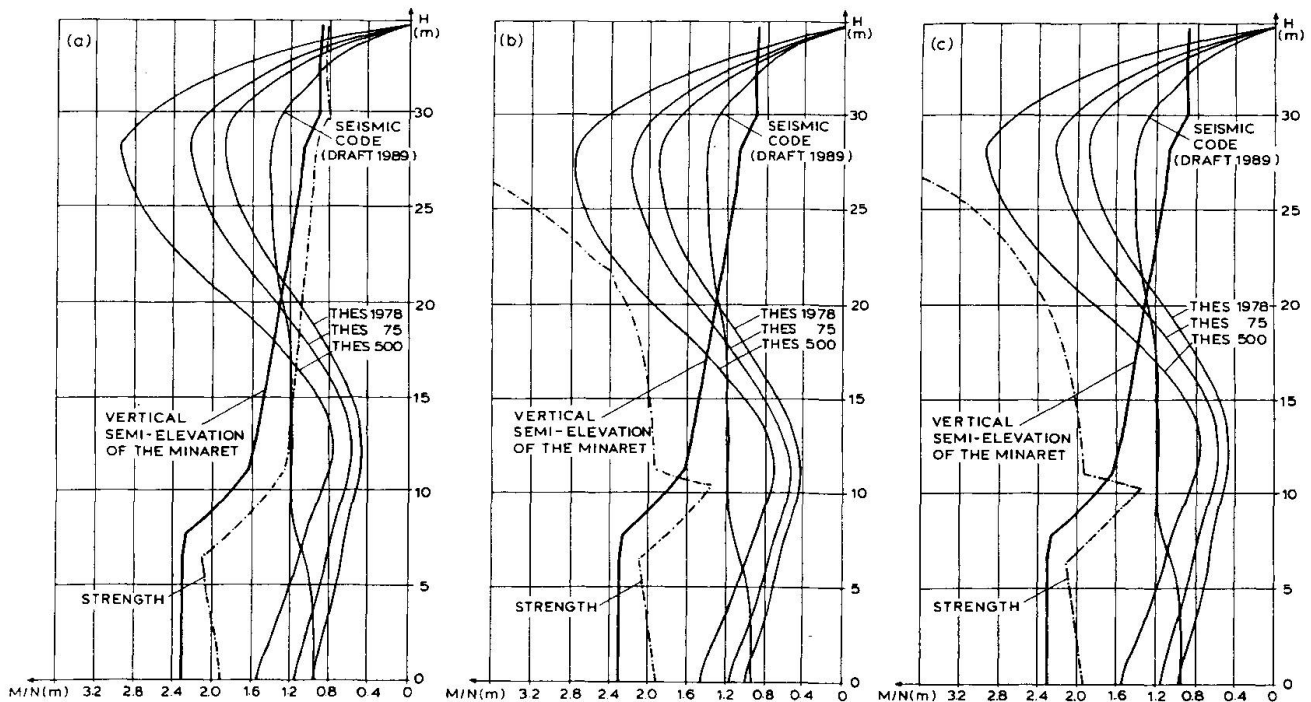 (a)
H
(m)
30
SEISMIC
CODE
(DRAFT 1989)
25
20
THES 1978
THES 75
THES 500
15
VERTICAL
SEMI-ELEVATION
OF THE MINARET
10
5
STRENGTH
0
M/N(m) 3.2 2.8 2.4 2.0 1.6 1.2 0.8 0.4
(b)
H
(m)
30
SEISMIC
CODE
(DRAFT 1989)
25
20
THES 1978
THES 75
THES 500
15
VERTICAL
SEMI-ELEVATION
OF THE MINARET
10
5
STRENGTH
0
M/N(m) 3.2 2.8 2.4 2.0 1.6 1.2 0.8 0.4 0
(c)
H
(m)
30
SEISMIC
CODE
(DRAFT 1989)
25
20
THES 1978
THES 75
THES 500
15
VERTICAL
SEMI-ELEVATION
OF THE MINARET
10
5
STRENGTH
0
M/N(m) 3.2 2.8 2.4 2.0 1.6 1.2 0.8 0.4 0